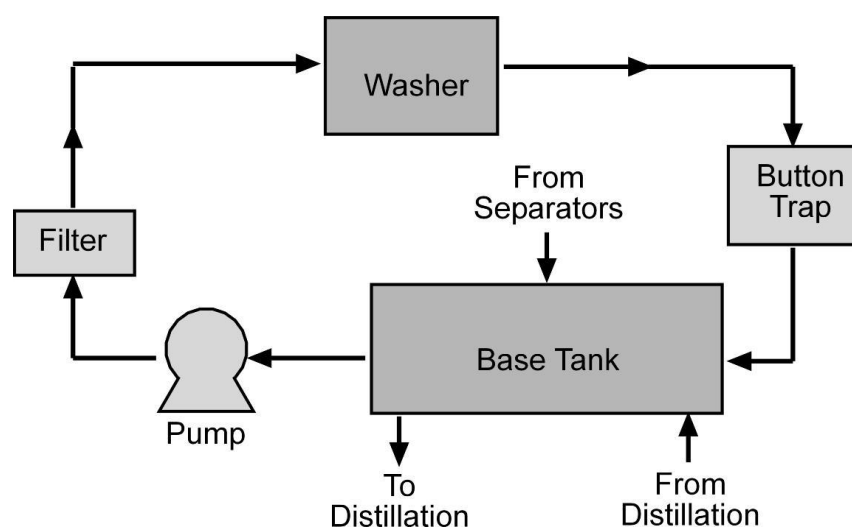 Washer
Button
Trap
From
Separators
Filter
Base Tank
Pump
To
Distillation
From
Distillation